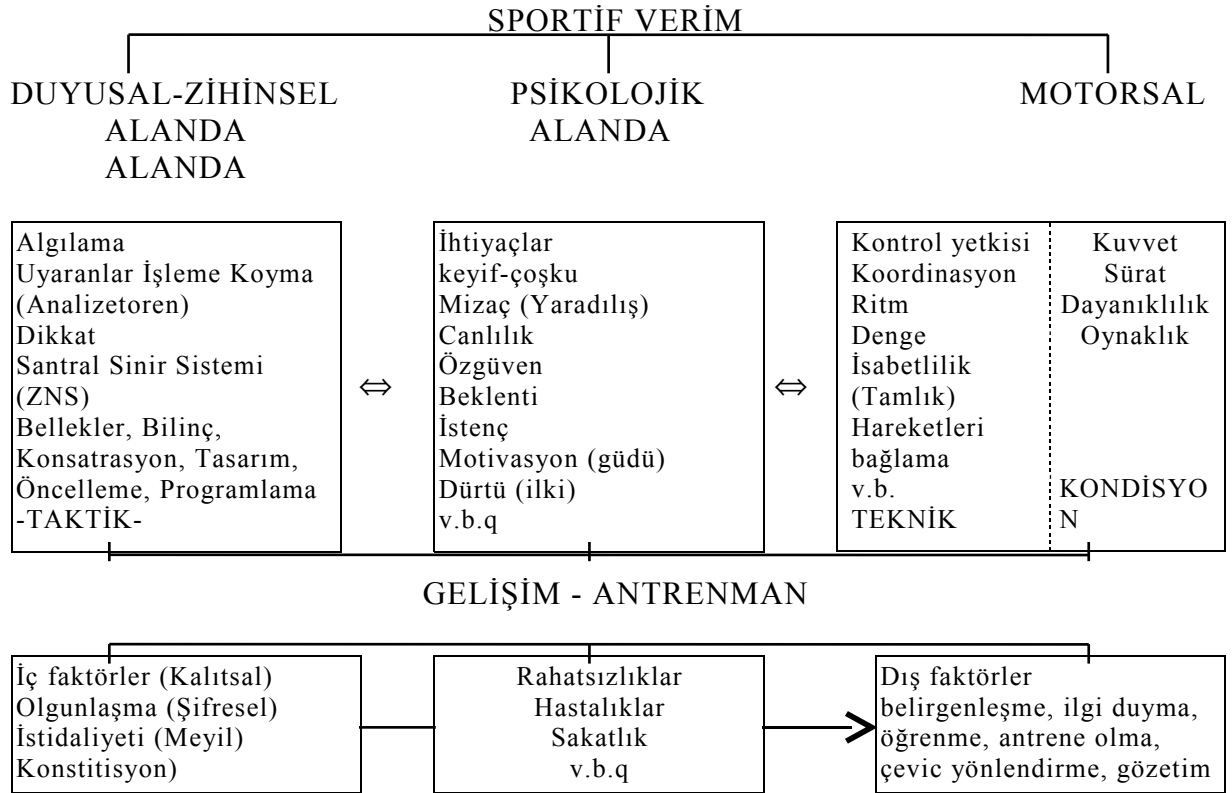 SPORTİF VERİM
DUYUSAL-ZİHİNSEL
ALANDA
ALANDA
PSİKOLOJİK
ALANDA
MOTORSAL
Algılama
Uyaranlar İşleme Koyma
(Analizetoren)
Dikkat
Santral Sinir Sistemi
(ZNS)
Bellekler, Bilinç,
Konsatrasyon, Tasarım,
Öncelleme, Programlama
-TAKTİK-
⇔
İhtiyaçlar
keyif-çoşku
Mizaç (Yaradılış)
Canlılık
Özgüven
Beklenti
İstenç
Motivasyon (güdü)
Dürtü (ilki)
v.b.q
⇔
Kontrol yetkisi
Koordinasyon
Ritm
Denge
İsabetlilik
(Tamlık)
Hareketleri
bağlama
v.b.
TEKNİK
Kuvvet
Sürat
Dayanıklılık
Oynaklık
KONDİSYO
N
GELİŞİM - ANTRENMAN
İç faktörler (Kalıtsal)
Olgunlaşma (Şifresel)
İstidaliyeti (Meyil)
Konstitisyon)
Rahatsızlıklar
Hastalıklar
Sakatlık
v.b.q
Dış faktörler
belirgenleşme, ilgi duyma,
öğrenme, antrene olma,
çevic yönlendirme, gözetim